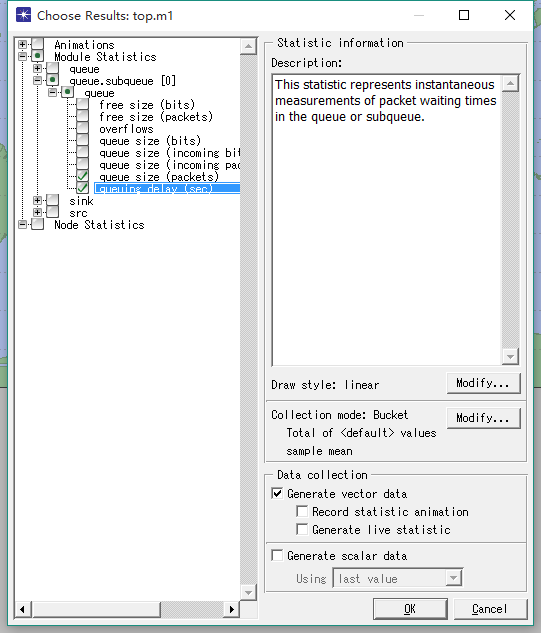 Choose Results: top.m1
Animations
Module Statistics
queue
queue.subqueue [0]
queue
free size (bits)
free size (packets)
overflows
queue size (bits)
queue size (incoming bit
queue size (incoming pac
queue size (packets)
queuing delay (sec)
sink
src
Node Statistics
Statistic information
Description:
This statistic represents instantaneous
measurements of packet waiting times
in the queue or subqueue.
Draw style: linear
Modify...
Collection mode: Bucket
Modify...
Total of <default> values
sample mean
Data collection
Generate vector data
Record statistic animation
Generate live statistic
Generate scalar data
Using
last value
OK
Cancel